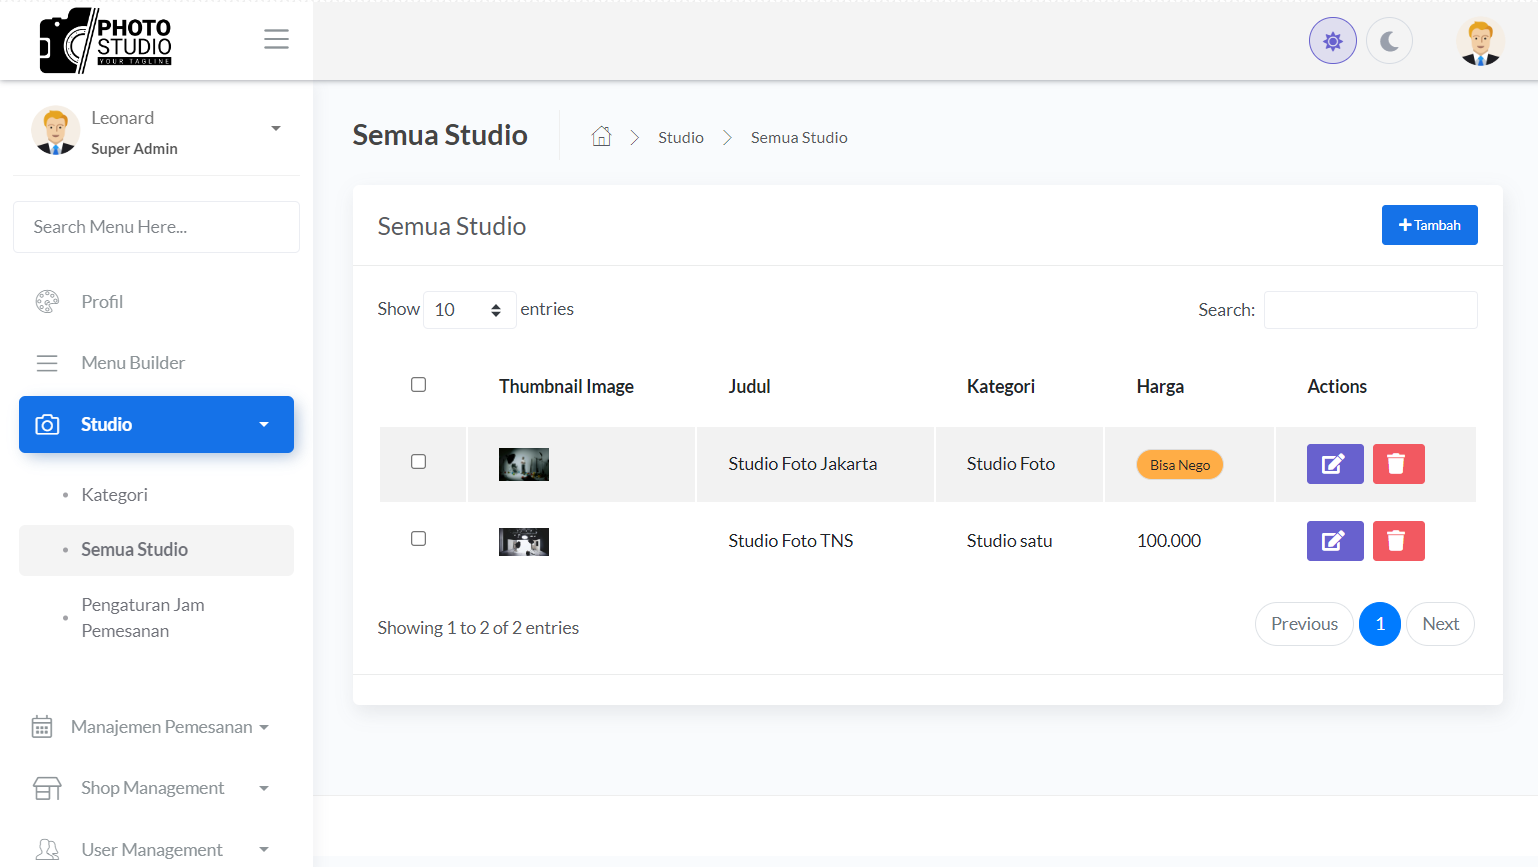 PHOTO
STUDIO
YOUR TAGLINE
Leonard
Super Admin
Search Menu Here...
Profil
Menu Builder
Studio
Kategori
Semua Studio
Pengaturan Jam
Pemesanan
Manajemen Pemesanan
Shop Management
User Management
Semua Studio
Studio
Semua Studio
Semua Studio
Tambah
Show 10 entries
Search:
Thumbnail Image Judul Kategori Harga Actions
Studio Foto Jakarta Studio Foto Bisa Nego
Studio Foto TNS Studio satu 100.000
Showing 1 to 2 of 2 entries
Previous 1 Next